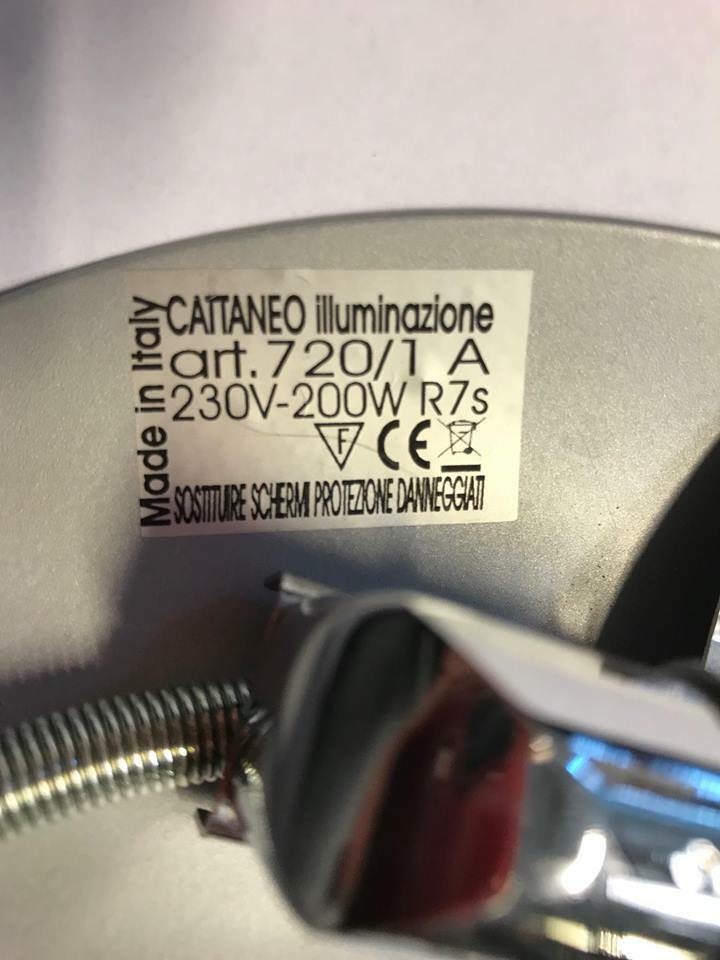 Made in Italy
CATTANEO illuminazione
art. 720/1 A
230V-200W R7s
F CE
SOSTITUIRE SCHERMI PROTEZIONE DANNEGGIATI